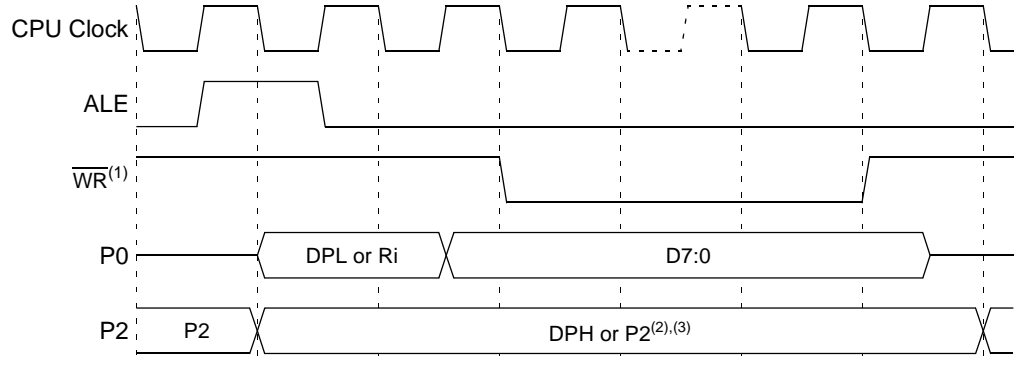 CPU Clock
ALE
WR(1)
P0 DPL or Ri D7:0
P2 P2 DPH or P2(2),(3)